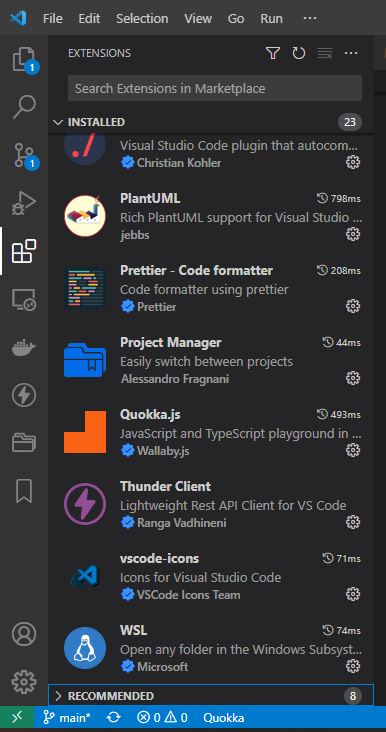 File Edit Selection View Go Run ...
EXTENSIONS
1
Search Extensions in Marketplace
INSTALLED 23
Visual Studio Code plugin that autocom...
1
Christian Kohler
PlantUML 798ms
Rich PlantUML support for Visual Studio ...
jebbs
Prettier - Code formatter 208ms
Code formatter using prettier
Prettier
Project Manager 44ms
Easily switch between projects
Alessandro Fragnani
Quokka.js 493ms
JavaScript and TypeScript playground in ...
Wallaby.js
Thunder Client
Lightweight Rest API Client for VS Code
Ranga Vadhineni
vscode-icons 71ms
Icons for Visual Studio Code
VSCode Icons Team
WSL 74ms
Open any folder in the Windows Subsyst...
Microsoft
RECOMMENDED 8
main* 0 0 Quokka